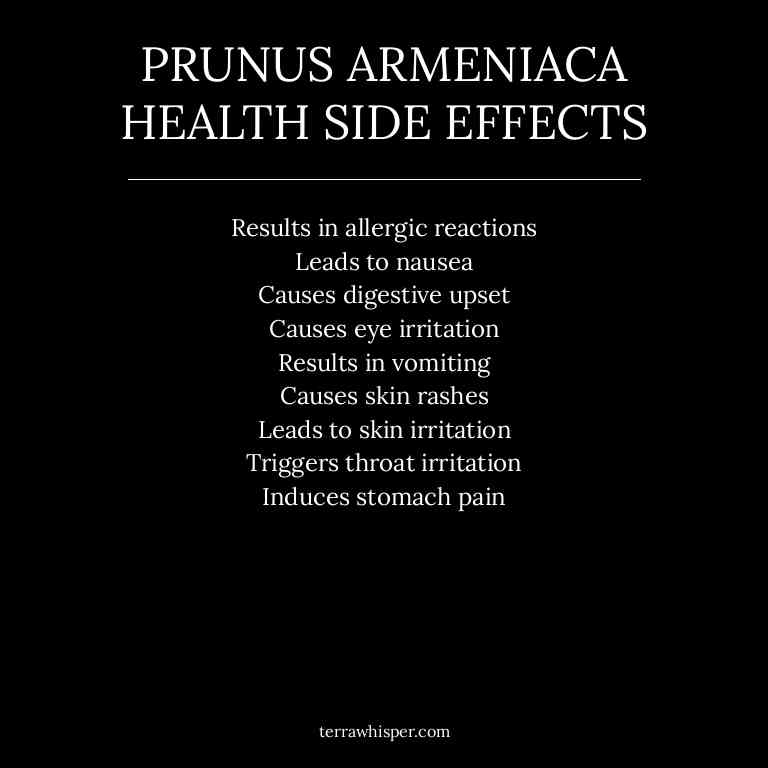 PRUNUS ARMENIACA
HEALTH SIDE EFFECTS
Results in allergic reactions
Leads to nausea
Causes digestive upset
Causes eye irritation
Results in vomiting
Causes skin rashes
Leads to skin irritation
Triggers throat irritation
Induces stomach pain
terrawhisper.com